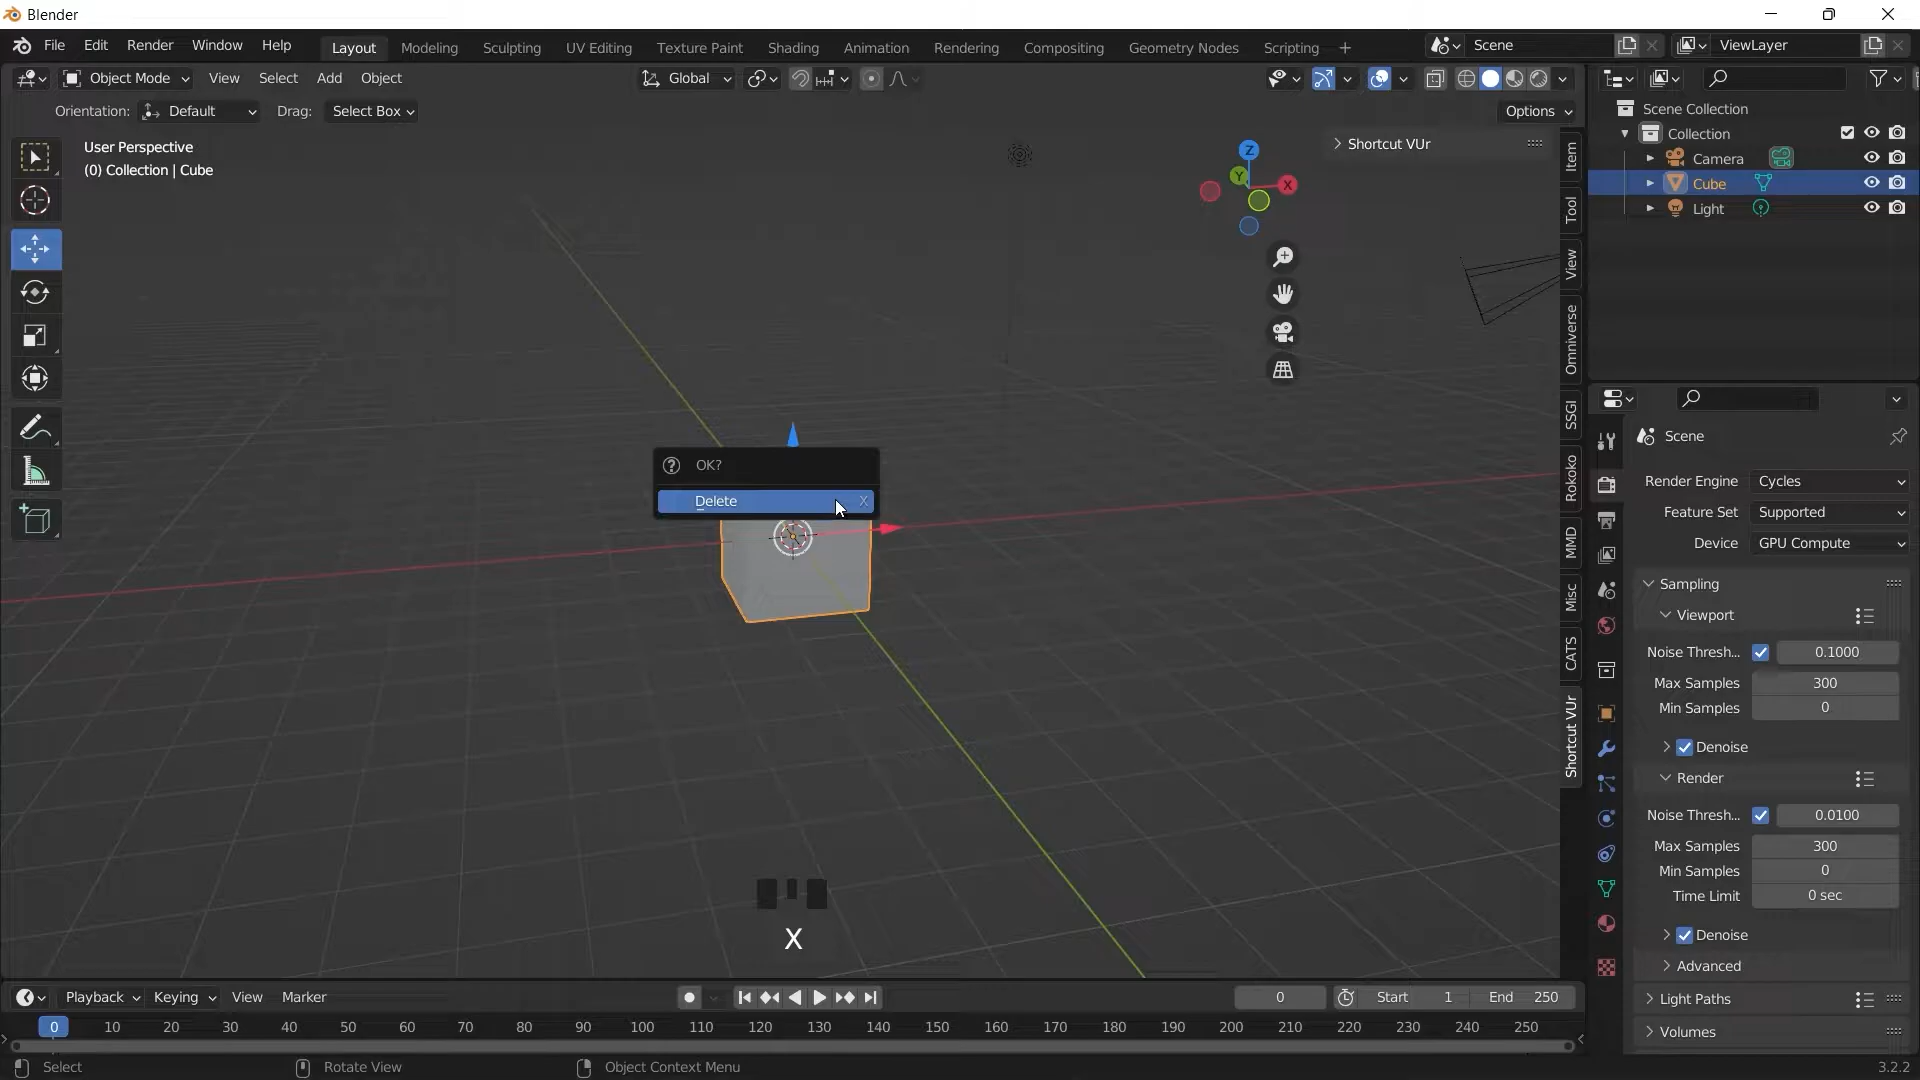 Blender
File Edit Render Window Help Layout Modeling Sculpting UV Editing Texture Paint Shading Animation Rendering Compositing Geometry Nodes Scripting + Scene ViewLayer
Object Mode View Select Add Object Global
Orientation: Default Drag: Select Box Options
User Perspective
(0) Collection | Cube
Shortcut VUr
Z
Y
X
Item
Tool
View
Omniverse
SSGI
Rokoko
MMD
Misc
CATS
Shortcut VUr
OK?
Delete X
X
Scene Collection
Collection
Camera
Cube
Light
Scene
Render Engine Cycles
Feature Set Supported
Device GPU Compute
Sampling
Viewport
Noise Thresh... 0.1000
Max Samples 300
Min Samples 0
Denoise
Render
Noise Thresh... 0.0100
Max Samples 300
Min Samples 0
Time Limit 0 sec
Denoise
Advanced
Light Paths
Volumes
Playback Keying View Marker 0 Start 1 End 250
0 10 20 30 40 50 60 70 80 90 100 110 120 130 140 150 160 170 180 190 200 210 220 230 240 250
Select Rotate View Object Context Menu 3.2.2